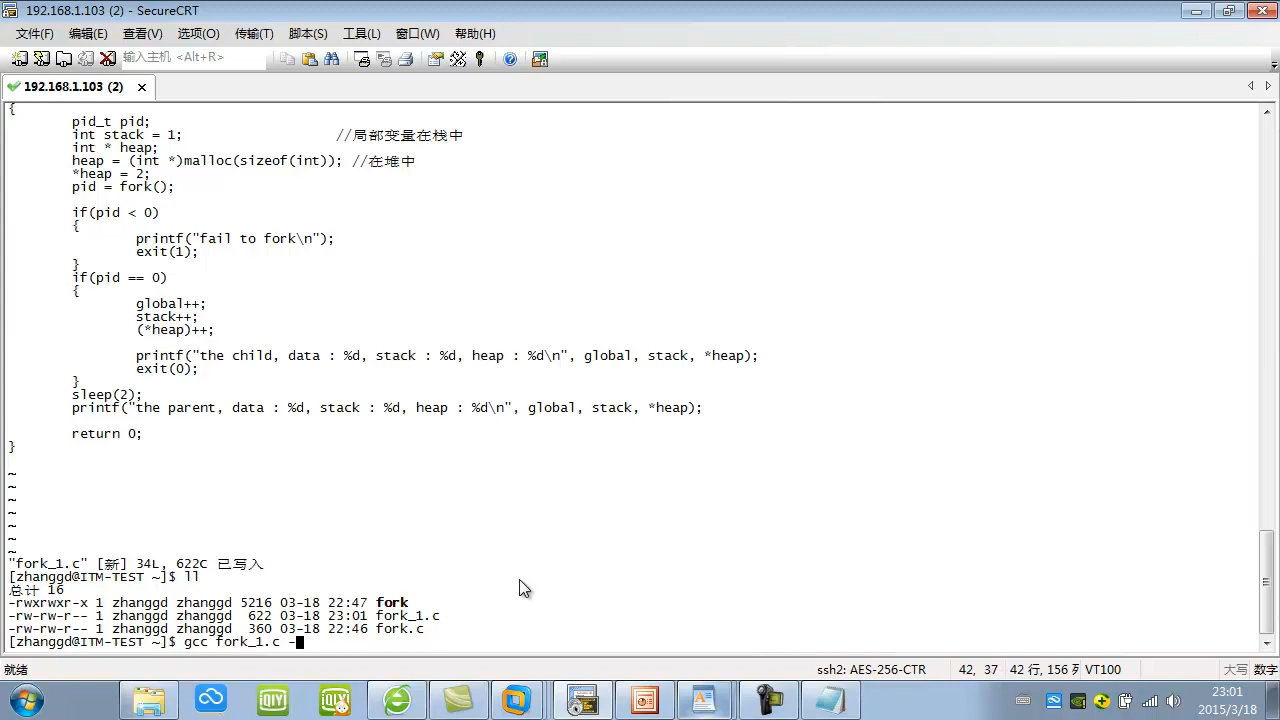 192.168.1.103 (2) - SecureCRT
文件(F) 编辑(E) 查看(V) 选项(O) 传输(T) 脚本(S) 工具(L) 窗口(W) 帮助(H)
输入主机 <Alt+R>
192.168.1.103 (2)
{
pid_t pid;
int stack = 1; //局部变量在栈中
int * heap;
heap = (int *)malloc(sizeof(int)); //在堆中
*heap = 2;
pid = fork();
if(pid < 0)
{
printf("fail to fork\n");
exit(1);
}
if(pid == 0)
{
global++;
stack++;
(*heap)++;
printf("the child, data : %d, stack : %d, heap : %d\n", global, stack, *heap);
exit(0);
}
sleep(2);
printf("the parent, data : %d, stack : %d, heap : %d\n", global, stack, *heap);
return 0;
}
~
~
~
~
~
~
~
"fork_1.c" [新] 34L, 622C 已写入
[zhanggd@ITM-TEST ~]$ ll
总计 16
-rwxrwxr-x 1 zhanggd zhanggd 5216 03-18 22:47 fork
-rw-rw-r-- 1 zhanggd zhanggd 622 03-18 23:01 fork_1.c
-rw-rw-r-- 1 zhanggd zhanggd 360 03-18 22:46 fork.c
[zhanggd@ITM-TEST ~]$ gcc fork_1.c -
就绪 ssh2: AES-256-CTR 42, 37 42 行, 156 列 VT100 大写 数字
iQIYI
iQIYI
23:01
2015/3/18